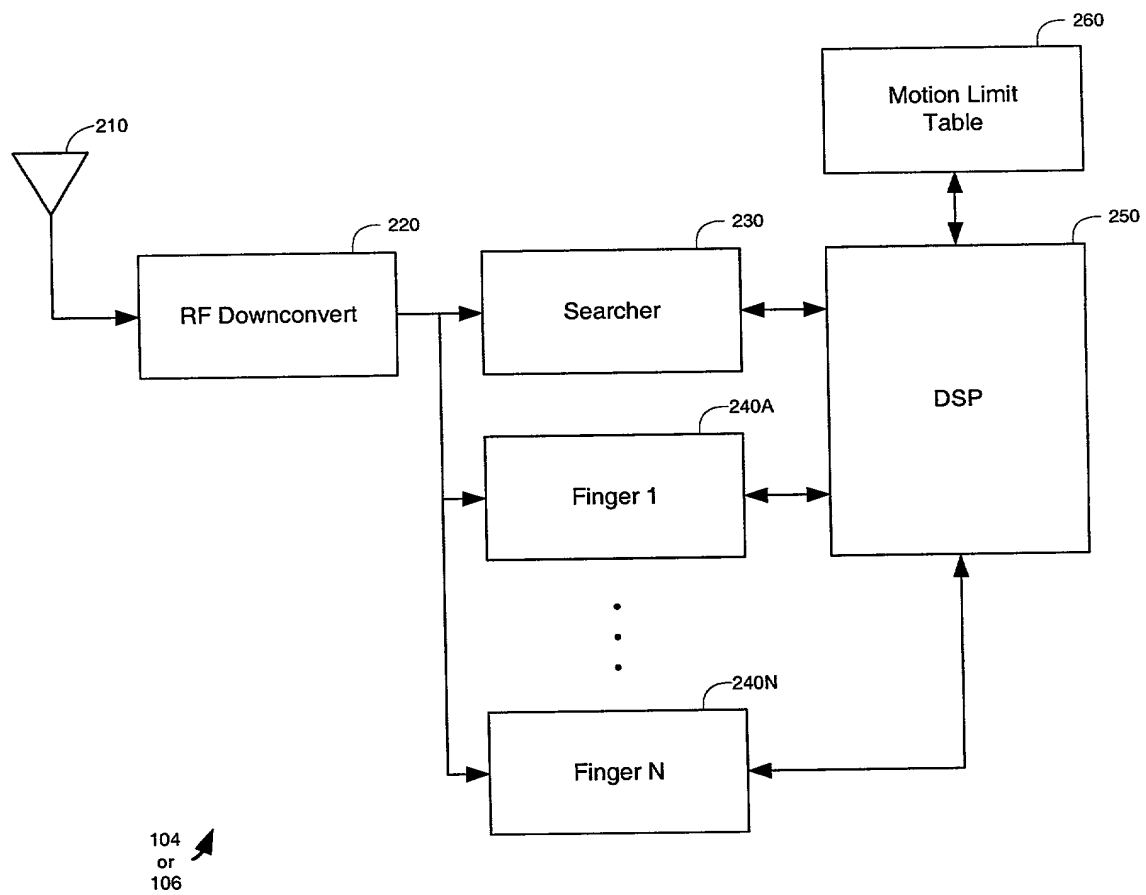 260
Motion Limit
Table
210
220
230
250
RF Downconvert
Searcher
DSP
240A
Finger 1
240N
Finger N
104
or
106